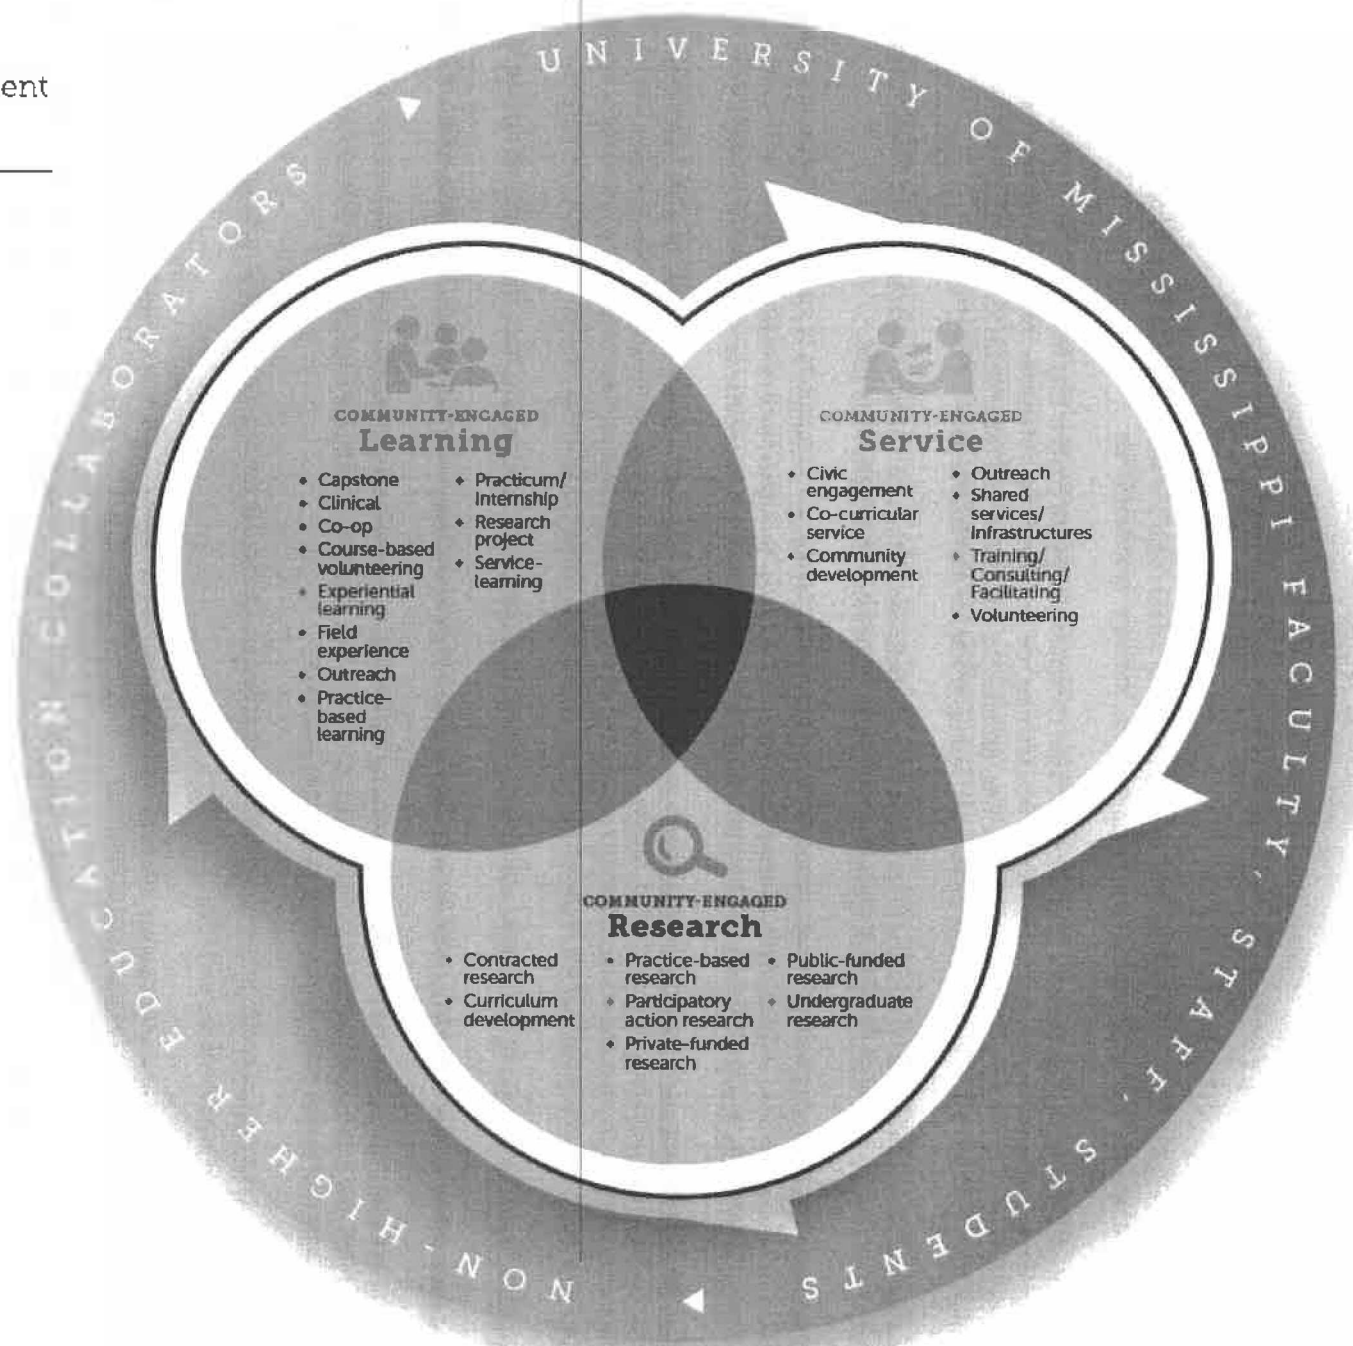 ent
UNIVERSITY OF MISSISSIPPI FACULTY, STAFF, STUDENTS
NON-HIGHER EDUCATION COLLABORATORS
COMMUNITY-ENGAGED
Learning
• Capstone
• Clinical
• Co-op
• Course-based
volunteering
• Experiential
learning
• Field
experience
• Outreach
• Practice-
based
learning
• Practicum/
Internship
• Research
project
• Service-
learning
COMMUNITY-ENGAGED
Service
• Civic
engagement
• Co-curricular
service
• Community
development
• Outreach
• Shared
services/
Infrastructures
• Training/
Consulting/
Facilitating
• Volunteering
COMMUNITY-ENGAGED
Research
• Contracted
research
• Curriculum
development
• Practice-based
research
• Participatory
action research
• Private-funded
research
• Public-funded
research
• Undergraduate
research